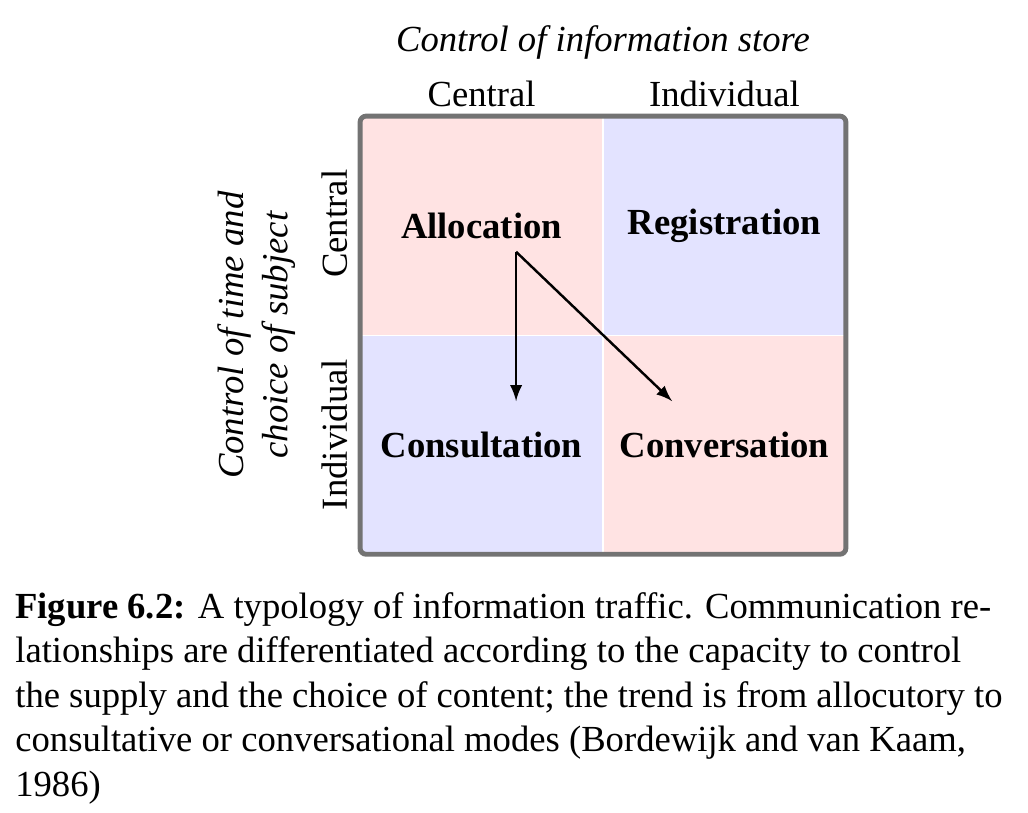 Control of information store
Central Individual
Control of time and
choice of subject
Central
Allocation Registration
Individual
Consultation Conversation
Figure 6.2: A typology of information traffic. Communication re-
lationships are differentiated according to the capacity to control
the supply and the choice of content; the trend is from allocutory to
consultative or conversational modes (Bordewijk and van Kaam,
1986)